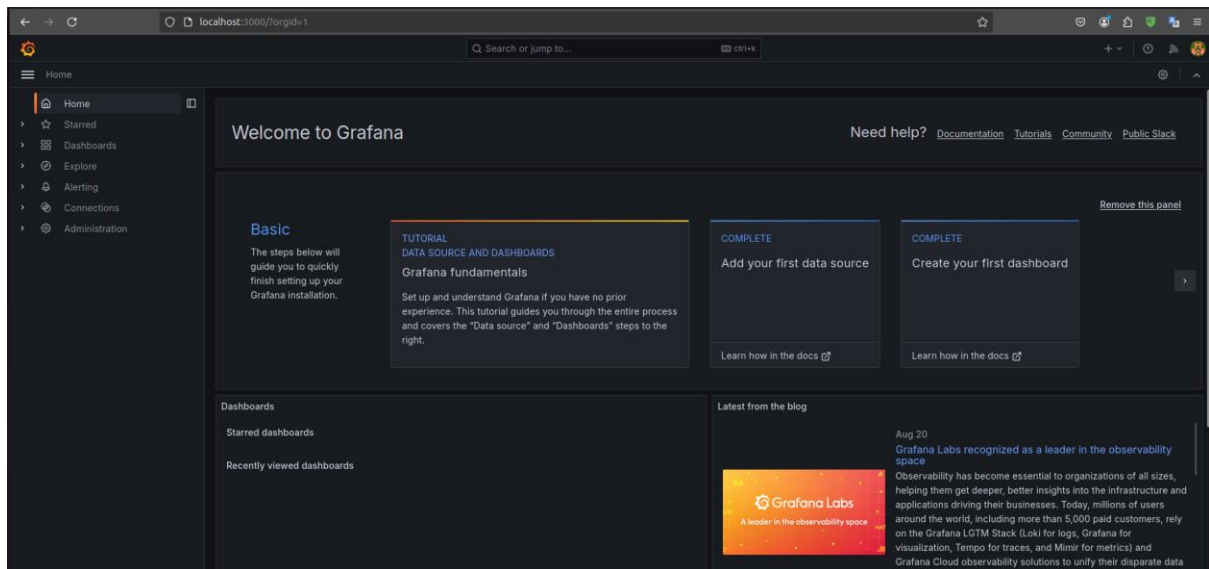 localhost:3000/?orgid=1
Search or jump to...
ctrl+k
Home
Home
Starred
Dashboards
Explore
Alerting
Connections
Administration
Welcome to Grafana
Need help? Documentation Tutorials Community Public Slack
Remove this panel
Basic
The steps below will
guide you to quickly
finish setting up your
Grafana installation.
TUTORIAL
DATA SOURCE AND DASHBOARDS
Grafana fundamentals
Set up and understand Grafana if you have no prior
experience. This tutorial guides you through the entire process
and covers the "Data source" and "Dashboards" steps to the
right.
COMPLETE
Add your first data source
Learn how in the docs
COMPLETE
Create your first dashboard
Learn how in the docs
Dashboards
Starred dashboards
Recently viewed dashboards
Latest from the blog
Grafana Labs
A leader in the observability space
Aug 20
Grafana Labs recognized as a leader in the observability
space
Observability has become essential to organizations of all sizes,
helping them get deeper, better insights into the infrastructure and
applications driving their businesses. Today, millions of users
around the world, including more than 5,000 paid customers, rely
on the Grafana LGTM Stack (Loki for logs, Grafana for
visualization, Tempo for traces, and Mimir for metrics) and
Grafana Cloud observability solutions to unify their disparate data